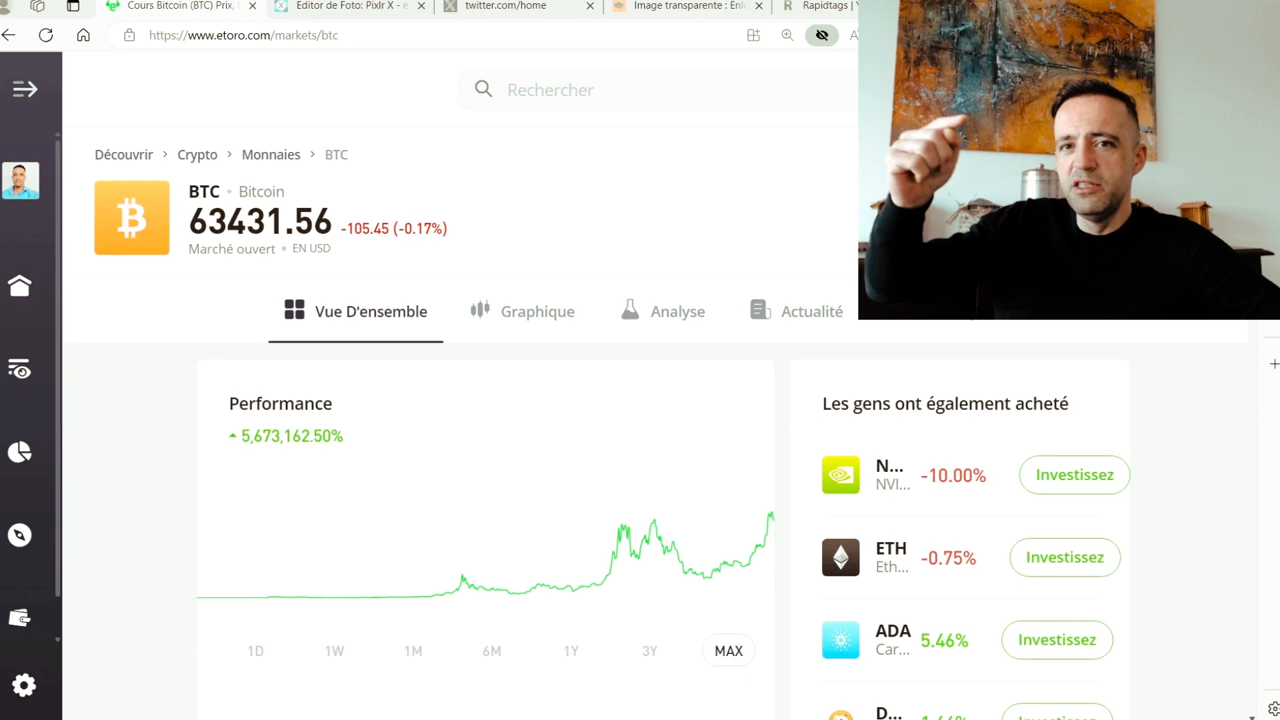 Cours Bitcoin (BTC) Prix,
Editor de Foto: Pixlr X - e
twitter.com/home
Image transparente : Enl
Rapidtags |
https://www.etoro.com/markets/btc
Rechercher
Découvrir > Crypto > Monnaies > BTC
BTC • Bitcoin
63431.56 -105.45 (-0.17%)
Marché ouvert • EN USD
Vue D'ensemble
Graphique
Analyse
Actualité
Performance
5,673,162.50%
1D 1W 1M 6M 1Y 3Y MAX
Les gens ont également acheté
N...
NVI...
-10.00%
Investissez
ETH
Eth...
-0.75%
Investissez
ADA
Car...
5.46%
Investissez
D...